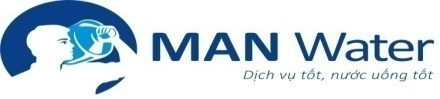 MAN Water
Dịch vụ tốt, nước uống tốt